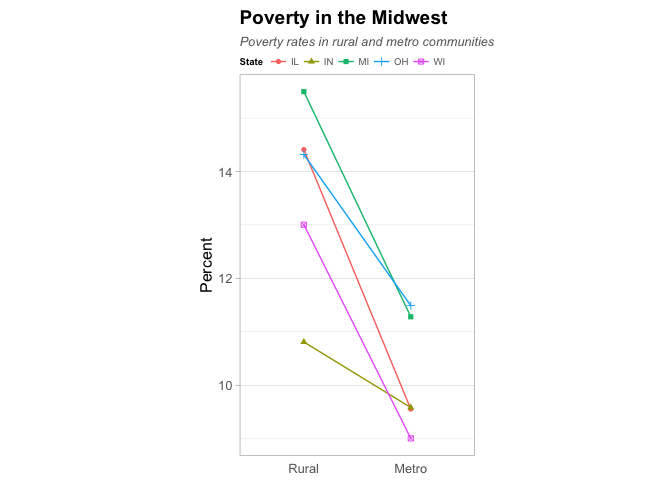 Poverty in the Midwest
Poverty rates in rural and metro communities
State IL IN MI OH WI
14
12
10
Percent
Rural Metro